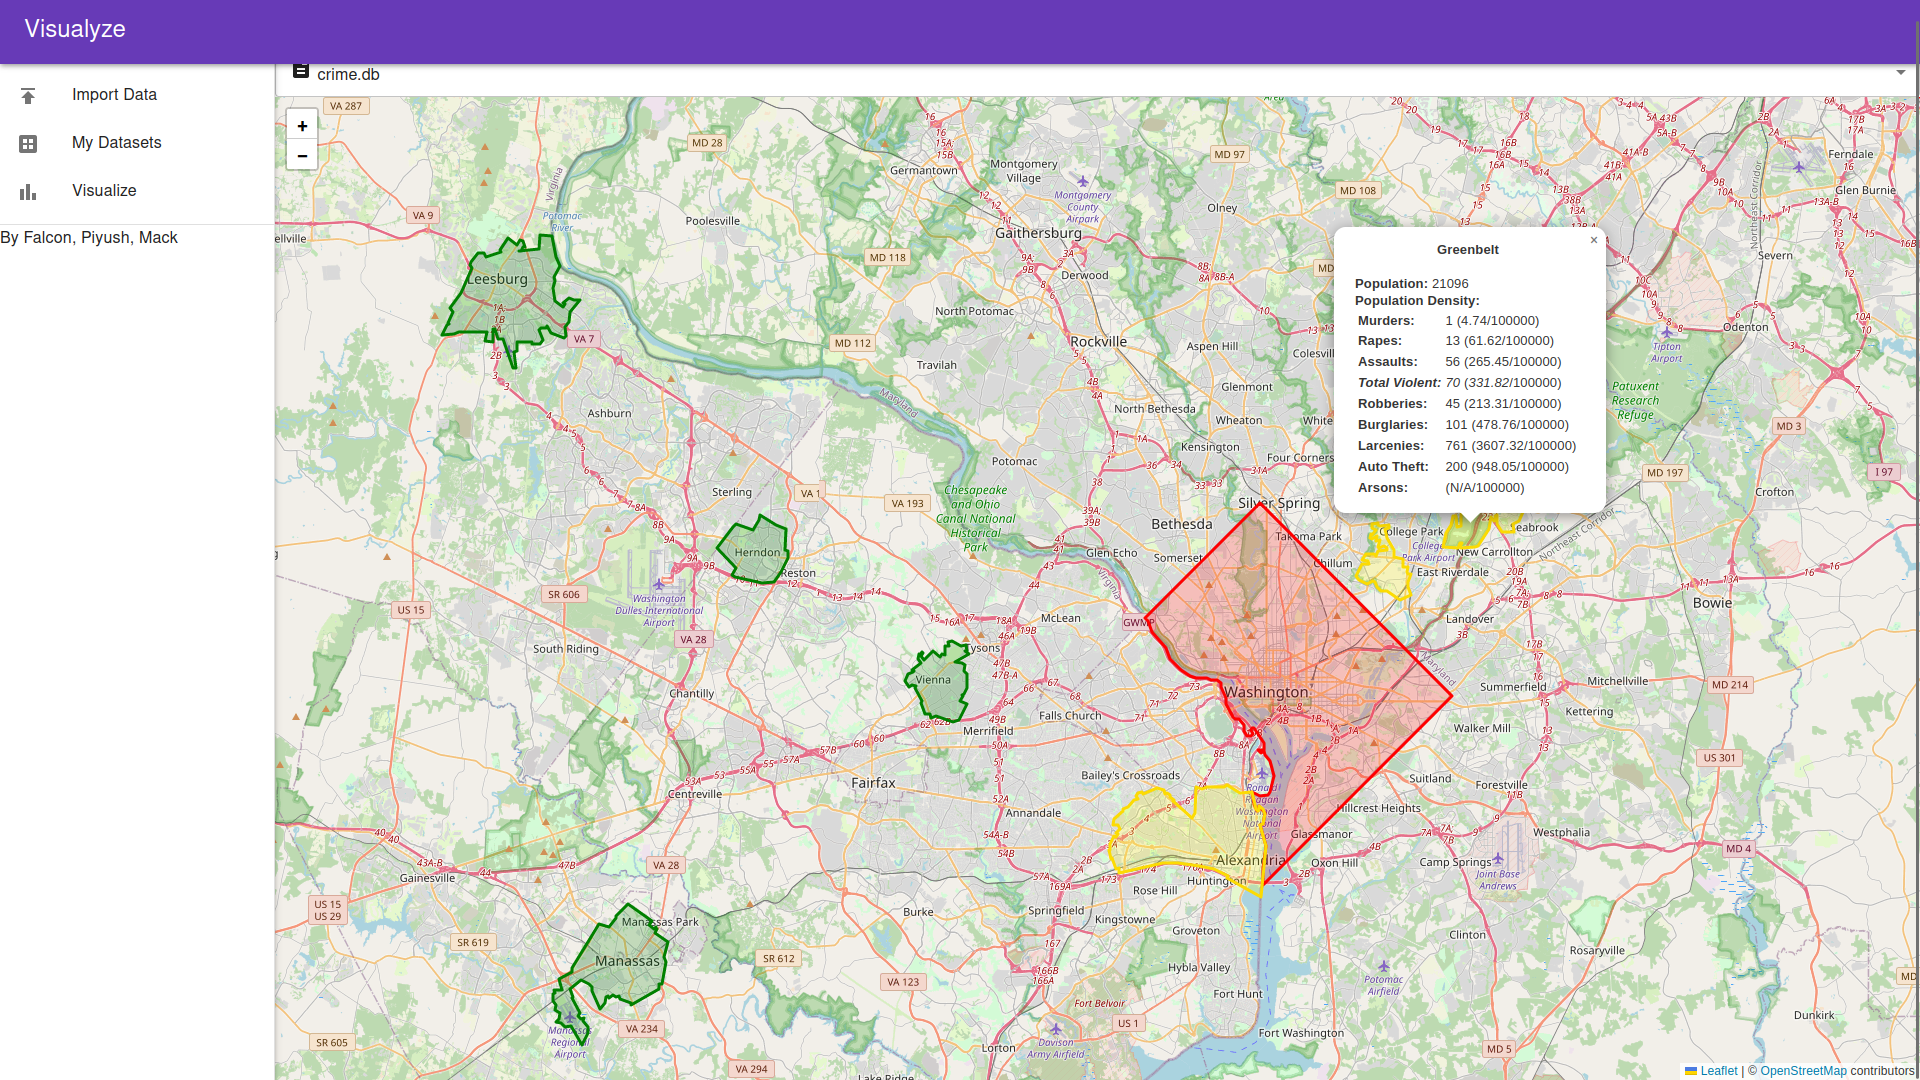 Visualyze
crime.db
Import Data
My Datasets
Visualize
By Falcon, Piyush, Mack
+
−
×
Greenbelt
Population: 21096
Population Density:
Murders: 1 (4.74/100000)
Rapes: 13 (61.62/100000)
Assaults: 56 (265.45/100000)
Total Violent: 70 (331.82/100000)
Robberies: 45 (213.31/100000)
Burglaries: 101 (478.76/100000)
Larcenies: 761 (3607.32/100000)
Auto Theft: 200 (948.05/100000)
Arsons: (N/A/100000)
VA 287
MD 28
MD 97
MD 108
Germantown
Montgomery
Village
Montgomery
County
Airpark
Olney
Ferndale
Glen Burnie
VA 9
Virginia
Potomac
River
Poolesville
Gaithersburg
Severn
MD 118
Derwood
Leesburg
North Potomac
Odenton
Tipton
Airport
VA 7
MD 112
Rockville
Aspen Hill
Travilah
Glenmont
Patuxent
Research
Refuge
Maryland
North Bethesda
Wheaton
Ashburn
MD 3
Kensington
Four Corners
Potomac
MD 197
I 97
Crofton
Sterling
VA 193
Chesapeake
and Ohio
Canal National
Historical
Park
Silver Spring
Bethesda
College Park
Seabrook
Northeast Corridor
Takoma Park
Glen Echo
Somerset
New Carrollton
Chillum
East Riverdale
Herndon
Reston
SR 606
Washington
Dulles International
Airport
US 15
Bowie
McLean
GWMP
Landover
VA 28
South Riding
Tysons
Vienna
Maryland
Washington
Summerfield
Mitchellville
MD 214
Chantilly
Falls Church
Kettering
Merrifield
Walker Mill
US 301
Bailey's Crossroads
Suitland
Fairfax
Forestville
Centreville
Ronald
Reagan
Washington
National
Airport
Hillcrest Heights
Annandale
Glassmanor
Westphalia
MD 4
Alexandria
Oxon Hill
Camp Springs
Joint Base
Andrews
VA 28
Gainesville
Rose Hill
Huntington
US 15
US 29
Burke
Springfield
Kingstowne
Groveton
Manassas Park
Clinton
SR 619
Rosaryville
Manassas
SR 612
Hybla Valley
Potomac
Airfield
VA 123
Fort Hunt
Fort Belvoir
Dunkirk
VA 234
US 1
Manassas
Regional
Airport
Davison
Army Airfield
Fort Washington
SR 605
Lorton
MD 5
VA 294
Lake Ridge
Leaflet | © OpenStreetMap contributors